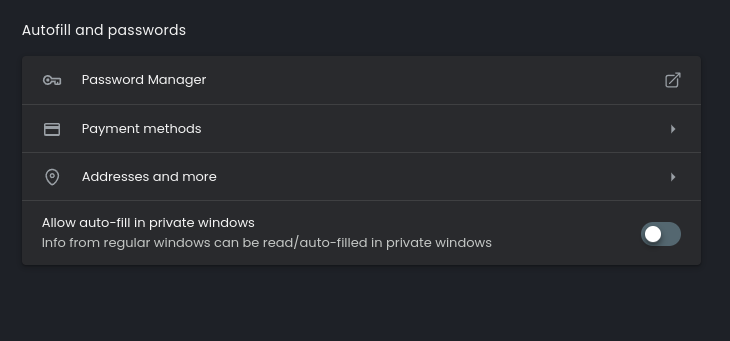 Autofill and passwords
Password Manager
Payment methods
Addresses and more
Allow auto-fill in private windows
Info from regular windows can be read/auto-filled in private windows